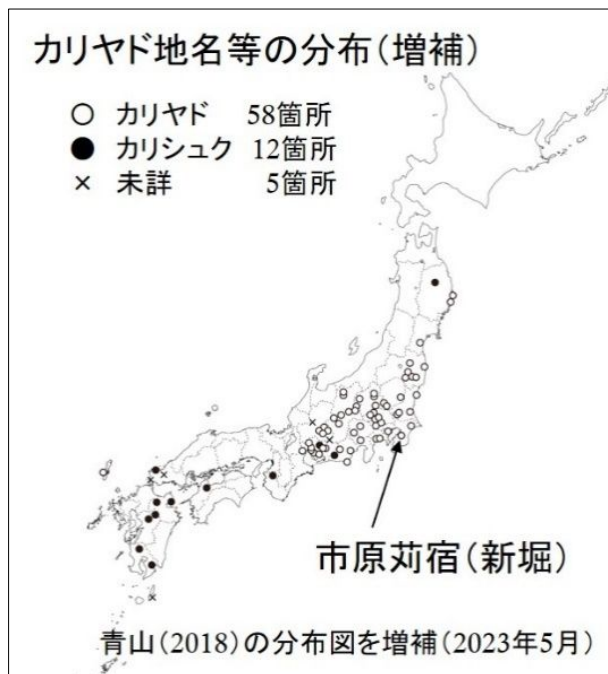 カリヤド地名等の分布（増補）
○ カリヤド 58箇所
● カリシュク 12箇所
× 未詳 5箇所
市原苅宿（新堀）
青山（2018）の分布図を増補（2023年5月）